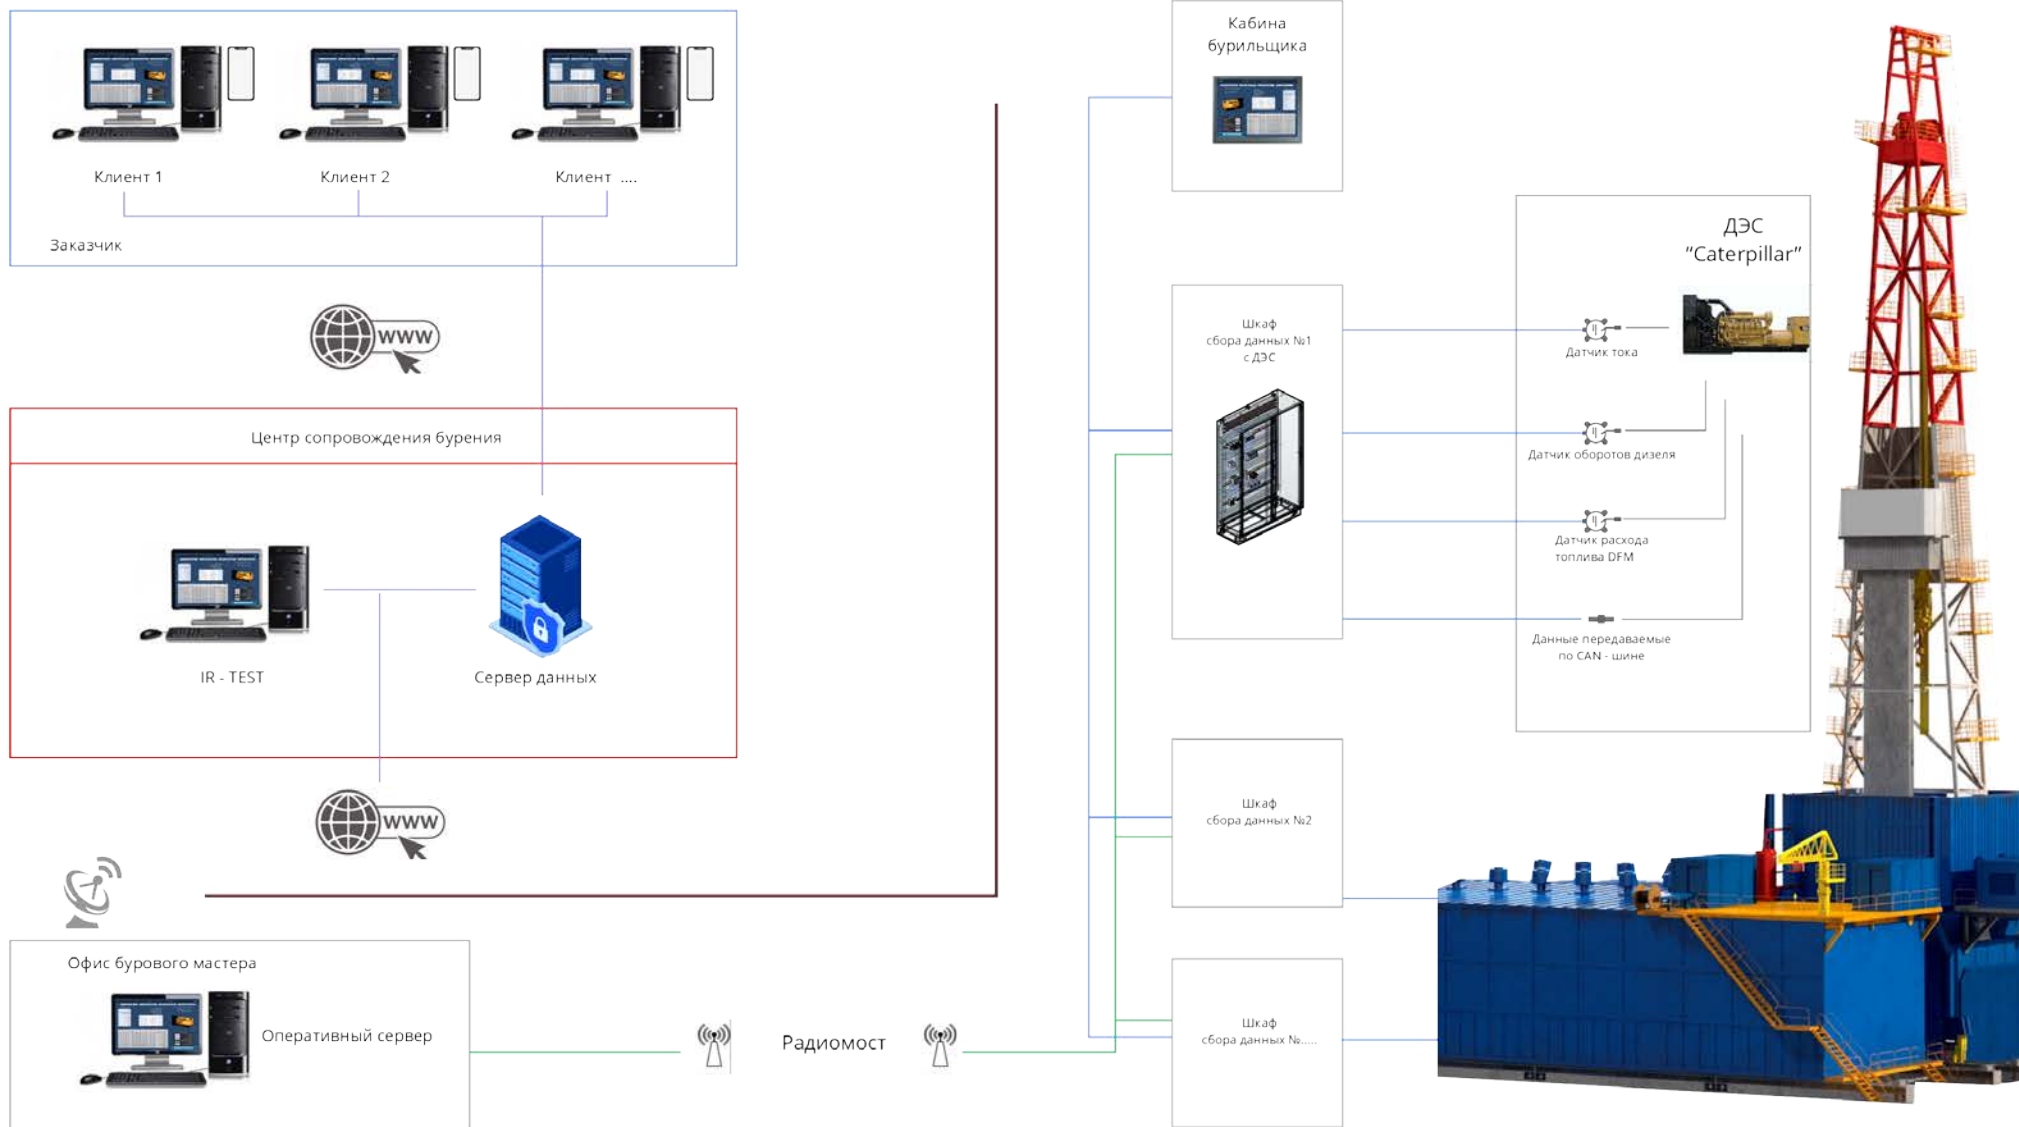 Клиент 1
Клиент 2
Клиент ....
Заказчик
www
Центр сопровождения бурения
IR - TEST
Сервер данных
www
Офис бурового мастера
Оперативный сервер
Радиомост
Кабина
бурильщика
Шкаф
сбора данных №1
с ДЭС
Шкаф
сбора данных №2
Шкаф
сбора данных №.....
ДЭС
“Caterpillar”
Датчик тока
Датчик оборотов дизеля
Датчик расхода
топлива DFM
Данные передаваемые
по CAN - шине